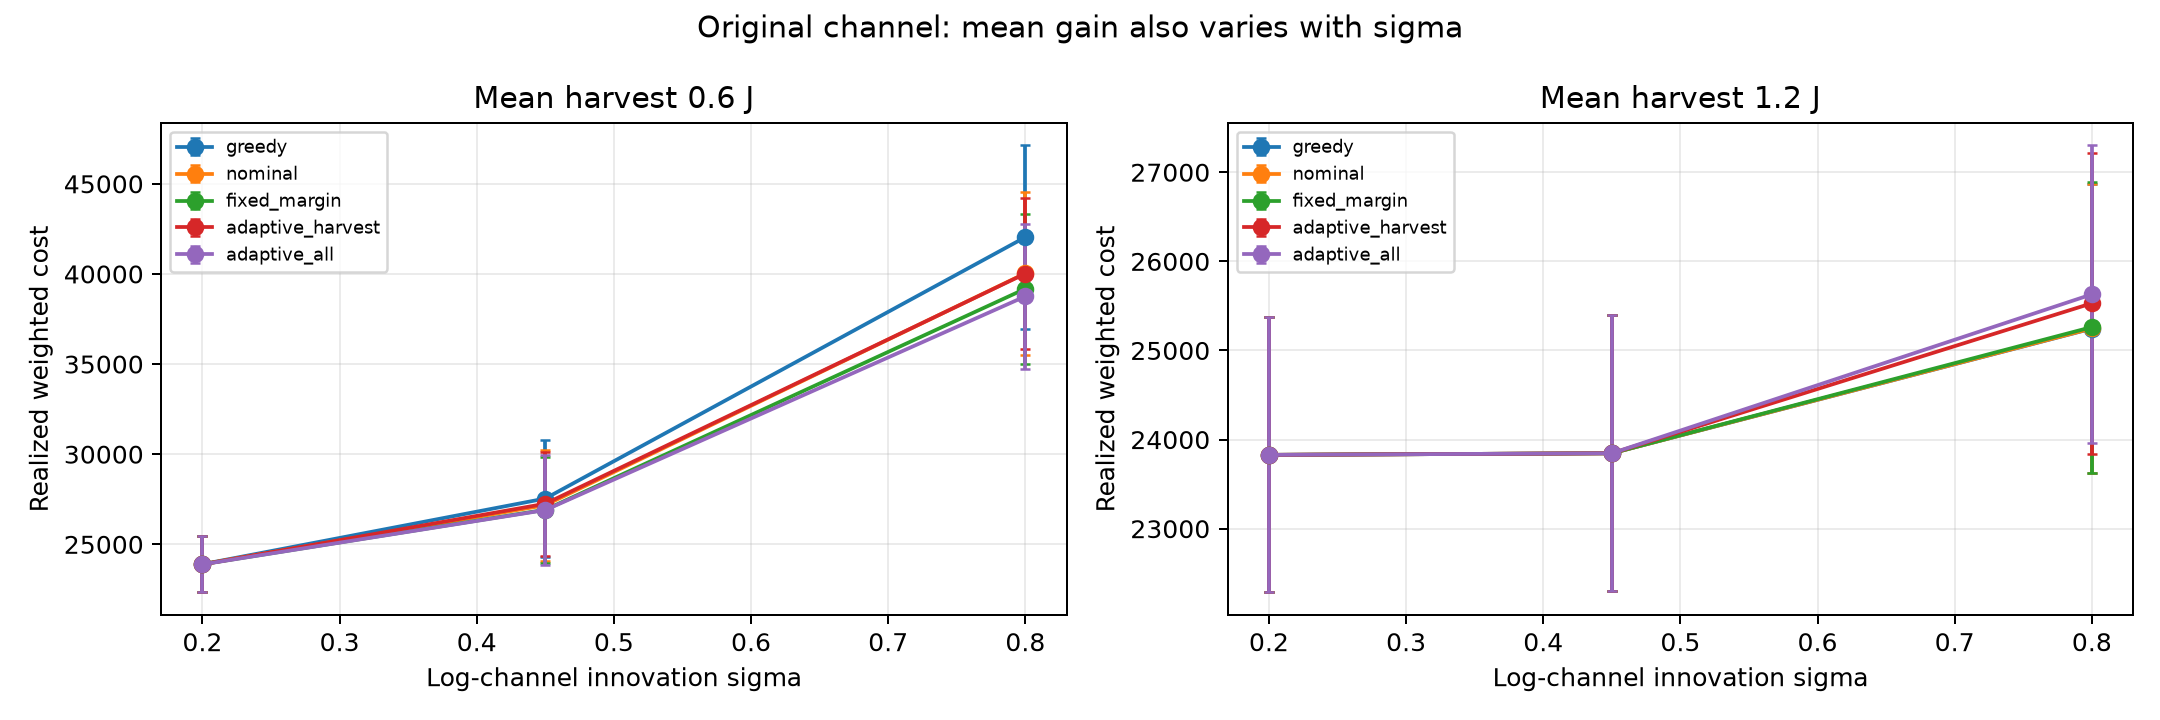 Original channel: mean gain also varies with sigma
Mean harvest 0.6 J
greedy
nominal
fixed_margin
adaptive_harvest
adaptive_all
Realized weighted cost
45000
40000
35000
30000
25000
0.2 0.3 0.4 0.5 0.6 0.7 0.8
Log-channel innovation sigma
Mean harvest 1.2 J
greedy
nominal
fixed_margin
adaptive_harvest
adaptive_all
Realized weighted cost
27000
26000
25000
24000
23000
0.2 0.3 0.4 0.5 0.6 0.7 0.8
Log-channel innovation sigma